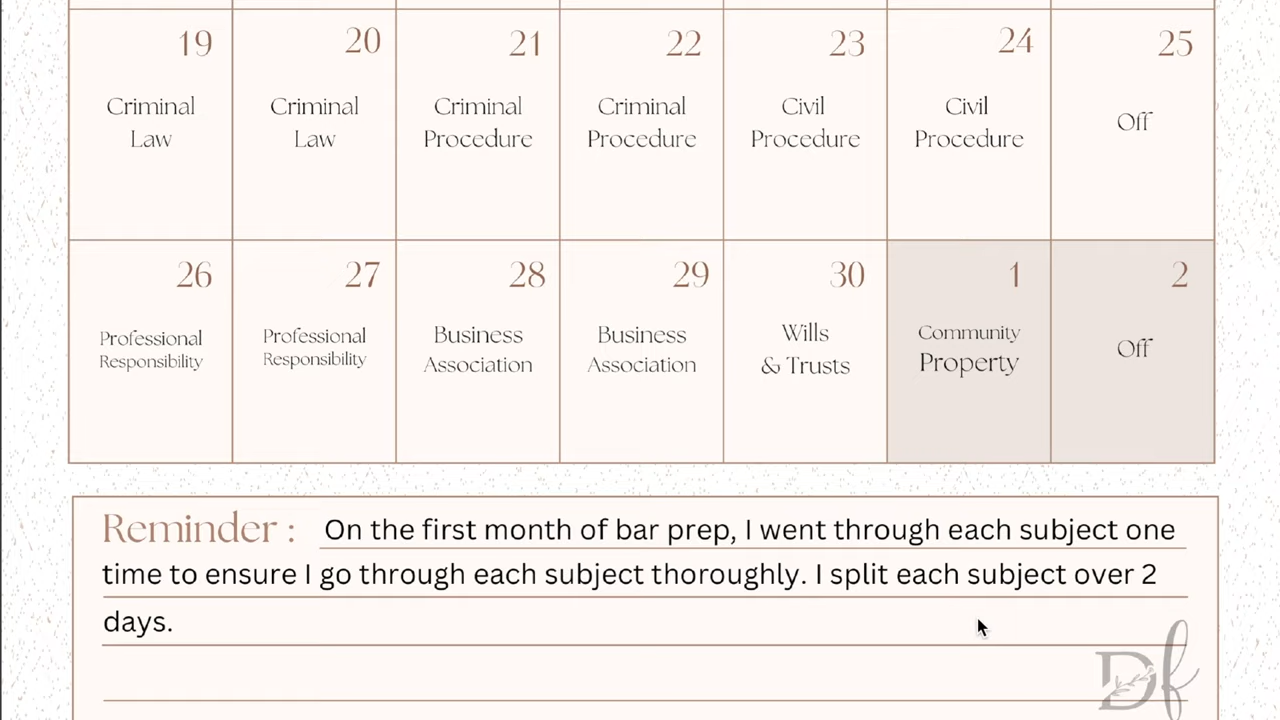 19 20 21 22 23 24 25
Criminal Criminal Criminal Criminal Civil Civil Off
Law Law Procedure Procedure Procedure Procedure
26 27 28 29 30 1 2
Professional Professional Business Business Wills Community Off
Responsibility Responsibility Association Association & Trusts Property
Reminder : On the first month of bar prep, I went through each subject one
time to ensure I go through each subject thoroughly. I split each subject over 2
days.
Df